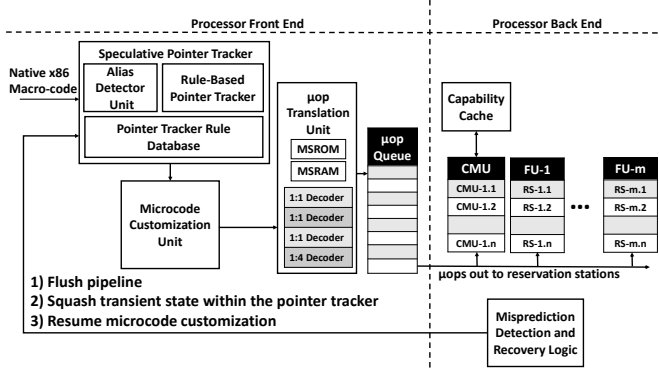 Processor Front End
Processor Back End
Speculative Pointer Tracker
Native x86
Macro-code
Alias
Detector
Unit
Rule-Based
Pointer Tracker
Pointer Tracker Rule
Database
Microcode
Customization
Unit
μop
Translation
Unit
MSROM
MSRAM
1:1 Decoder
1:1 Decoder
1:1 Decoder
1:4 Decoder
μop
Queue
Capability
Cache
CMU
CMU-1.1
CMU-1.2
CMU-1.n
FU-1
RS-1.1
RS-1.2
RS-1.n
•••
FU-m
RS-m.1
RS-m.2
RS-m.n
μops out to reservation stations
1) Flush pipeline
2) Squash transient state within the pointer tracker
3) Resume microcode customization
Misprediction
Detection and
Recovery Logic